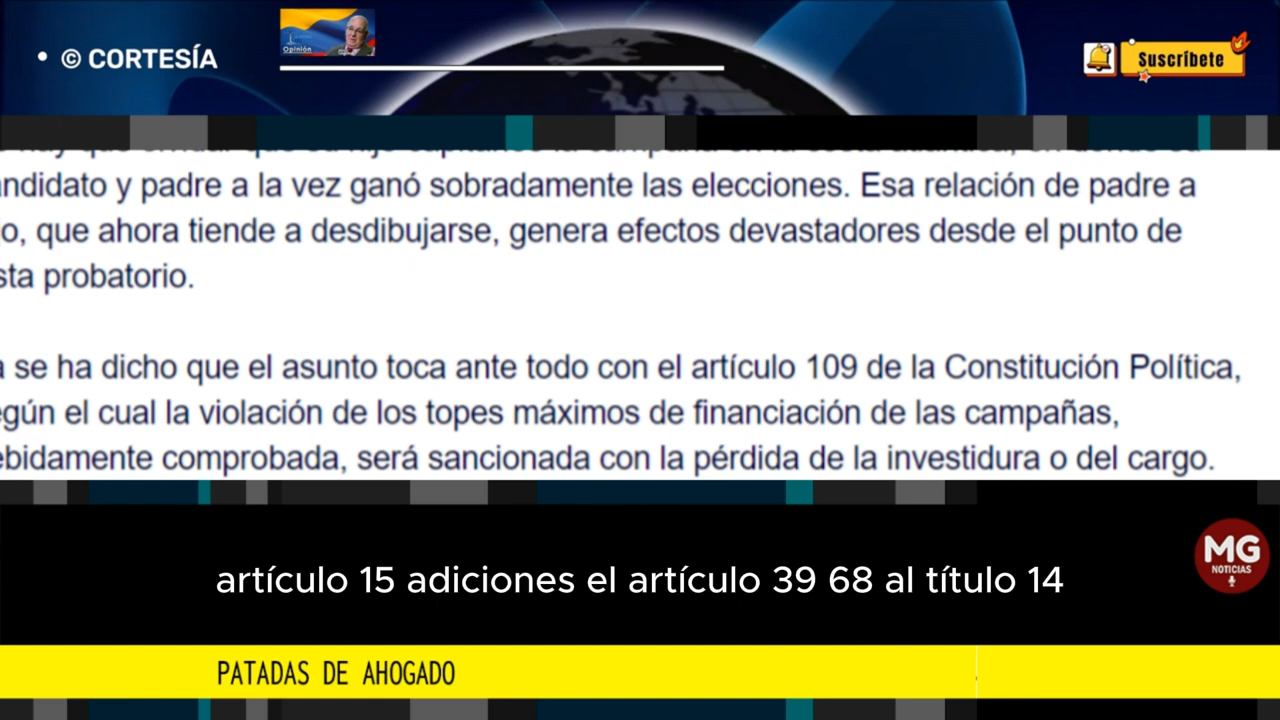 • © CORTESÍA
Opinión
Suscríbete
andidato y padre a la vez ganó sobradamente las elecciones. Esa relación de padre a
o, que ahora tiende a desdibujarse, genera efectos devastadores desde el punto de
sta probatorio.
a se ha dicho que el asunto toca ante todo con el artículo 109 de la Constitución Política,
egún el cual la violación de los topes máximos de financiación de las campañas,
ebidamente comprobada, será sancionada con la pérdida de la investidura o del cargo.
artículo 15 adiciones el artículo 39 68 al título 14
MG
NOTICIAS
PATADAS DE AHOGADO